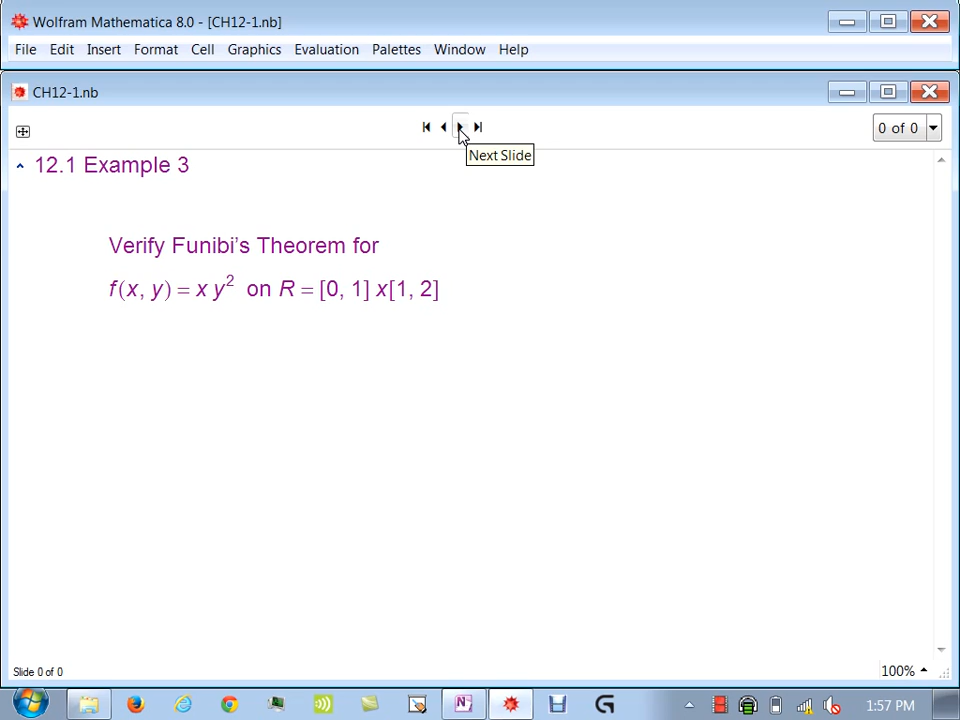 Wolfram Mathematica 8.0 - [CH12-1.nb]
File Edit Insert Format Cell Graphics Evaluation Palettes Window Help
CH12-1.nb
0 of 0
Next Slide
12.1 Example 3
Verify Funibi's Theorem for
f(x, y) = x y² on R = [0, 1] x[1, 2]
Slide 0 of 0
100%
1:57 PM